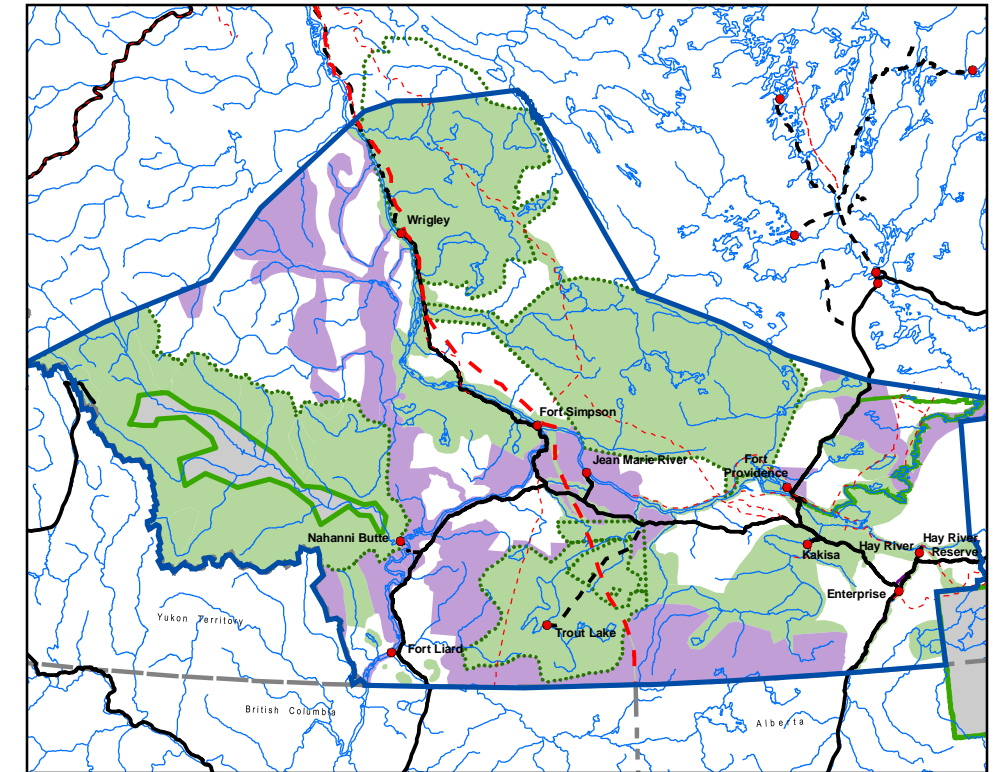 Wrigley
Fort Simpson
Jean Marie River
Fort
Providence
Nahanni Butte
Hay River
Hay River
Reserve
Kakisa
Enterprise
Trout Lake
Fort Liard
Yukon Territory
British Columbia
Alberta